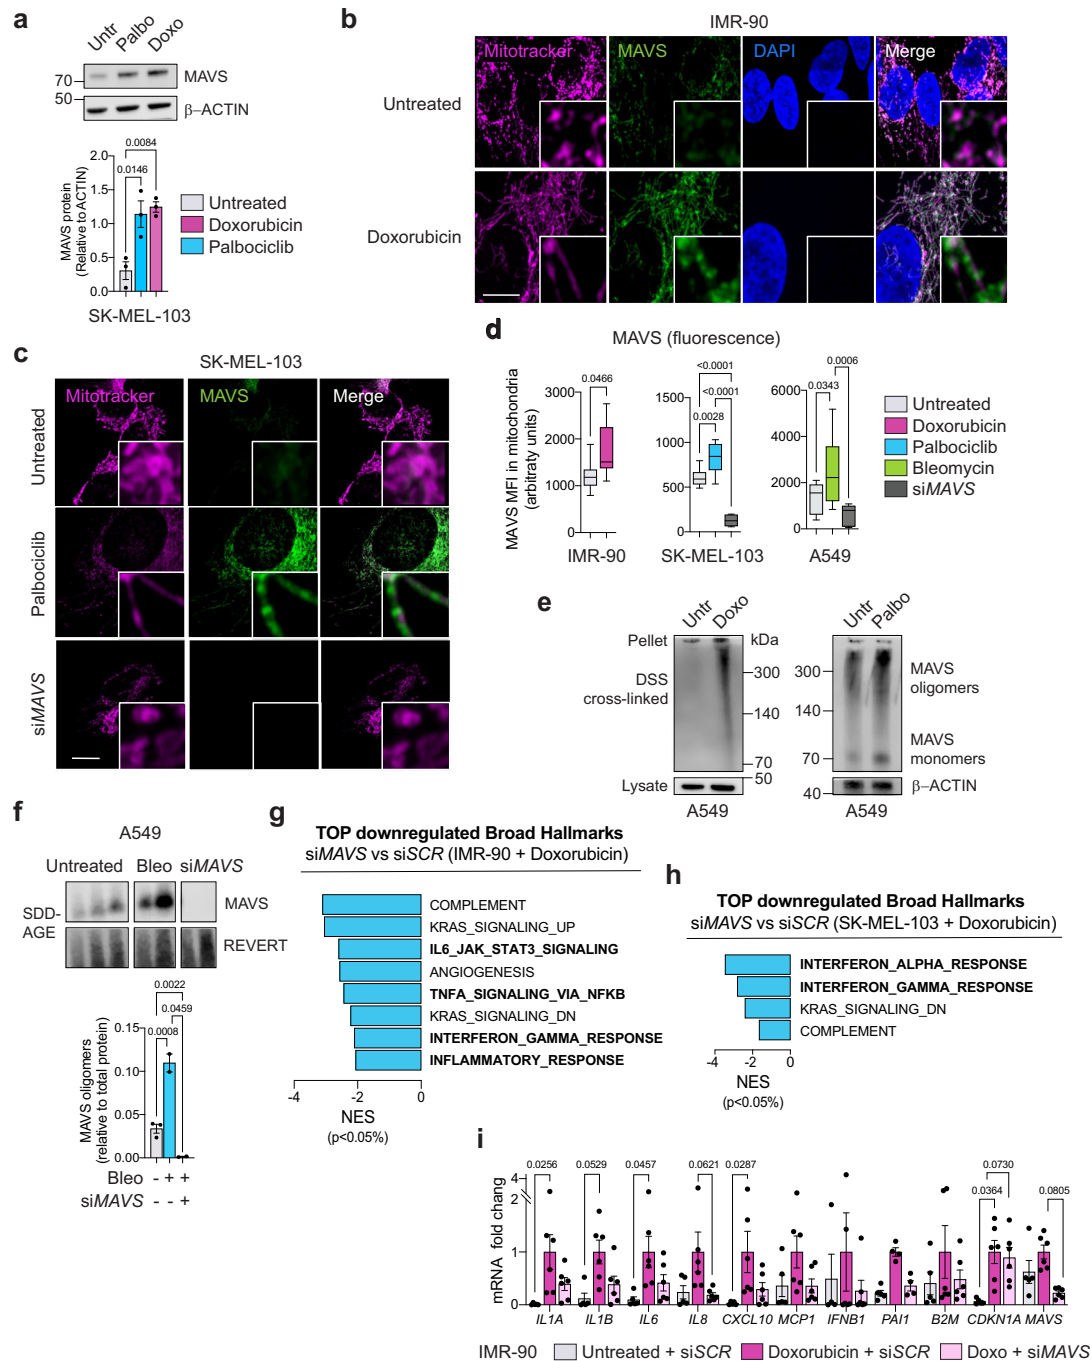 a
Untr Palbo Doxo
70
MAVS
50
β–ACTIN
MAVS protein
(Relative to ACTIN)
2.0
1.5
1.0
0.5
0.0
0.0084
0.0146
Untreated
Doxorubicin
Palbociclib
SK-MEL-103
b
IMR-90
Mitotracker MAVS DAPI Merge
Untreated
Doxorubicin
c
SK-MEL-103
Mitotracker MAVS Merge
Untreated
Palbociclib
siMAVS
d
MAVS (fluorescence)
MAVS MFI in mitochondria
(arbitraty units)
3000
2000
1000
0
0.0466
IMR-90
1500
1000
500
0
<0.0001
<0.0001
0.0028
SK-MEL-103
6000
4000
2000
0
0.0006
0.0343
A549
Untreated
Doxorubicin
Palbociclib
Bleomycin
siMAVS
e
Untr Doxo
Pellet
kDa
DSS
cross-linked
300
140
70
50
Lysate
A549
Untr Palbo
300
140
70
40
MAVS
oligomers
MAVS
monomers
β–ACTIN
A549
f
A549
Untreated Bleo siMAVS
SDD-
AGE
MAVS
REVERT
MAVS oligomers
(relative to total protein)
0.15
0.10
0.05
0.00
0.0022
0.0459
0.0008
Bleo - + +
siMAVS - - +
g
TOP downregulated Broad Hallmarks
siMAVS vs siSCR (IMR-90 + Doxorubicin)
COMPLEMENT
KRAS_SIGNALING_UP
IL6_JAK_STAT3_SIGNALING
ANGIOGENESIS
TNFA_SIGNALING_VIA_NFKB
KRAS_SIGNALING_DN
INTERFERON_GAMMA_RESPONSE
INFLAMMATORY_RESPONSE
-4 -2 0
NES
(p<0.05%)
h
TOP downregulated Broad Hallmarks
siMAVS vs siSCR (SK-MEL-103 + Doxorubicin)
INTERFERON_ALPHA_RESPONSE
INTERFERON_GAMMA_RESPONSE
KRAS_SIGNALING_DN
COMPLEMENT
-4 -2 0
NES
(p<0.05%)
i
mRNA fold chang
4
2
1
0
0.0256 0.0529 0.0457 0.0621 0.0287 0.0730
0.0364 0.0805
IL1A IL1B IL6 IL8 CXCL10 MCP1 IFNB1 PAI1 B2M CDKN1A MAVS
IMR-90 Untreated + siSCR Doxorubicin + siSCR Doxo + siMAVS